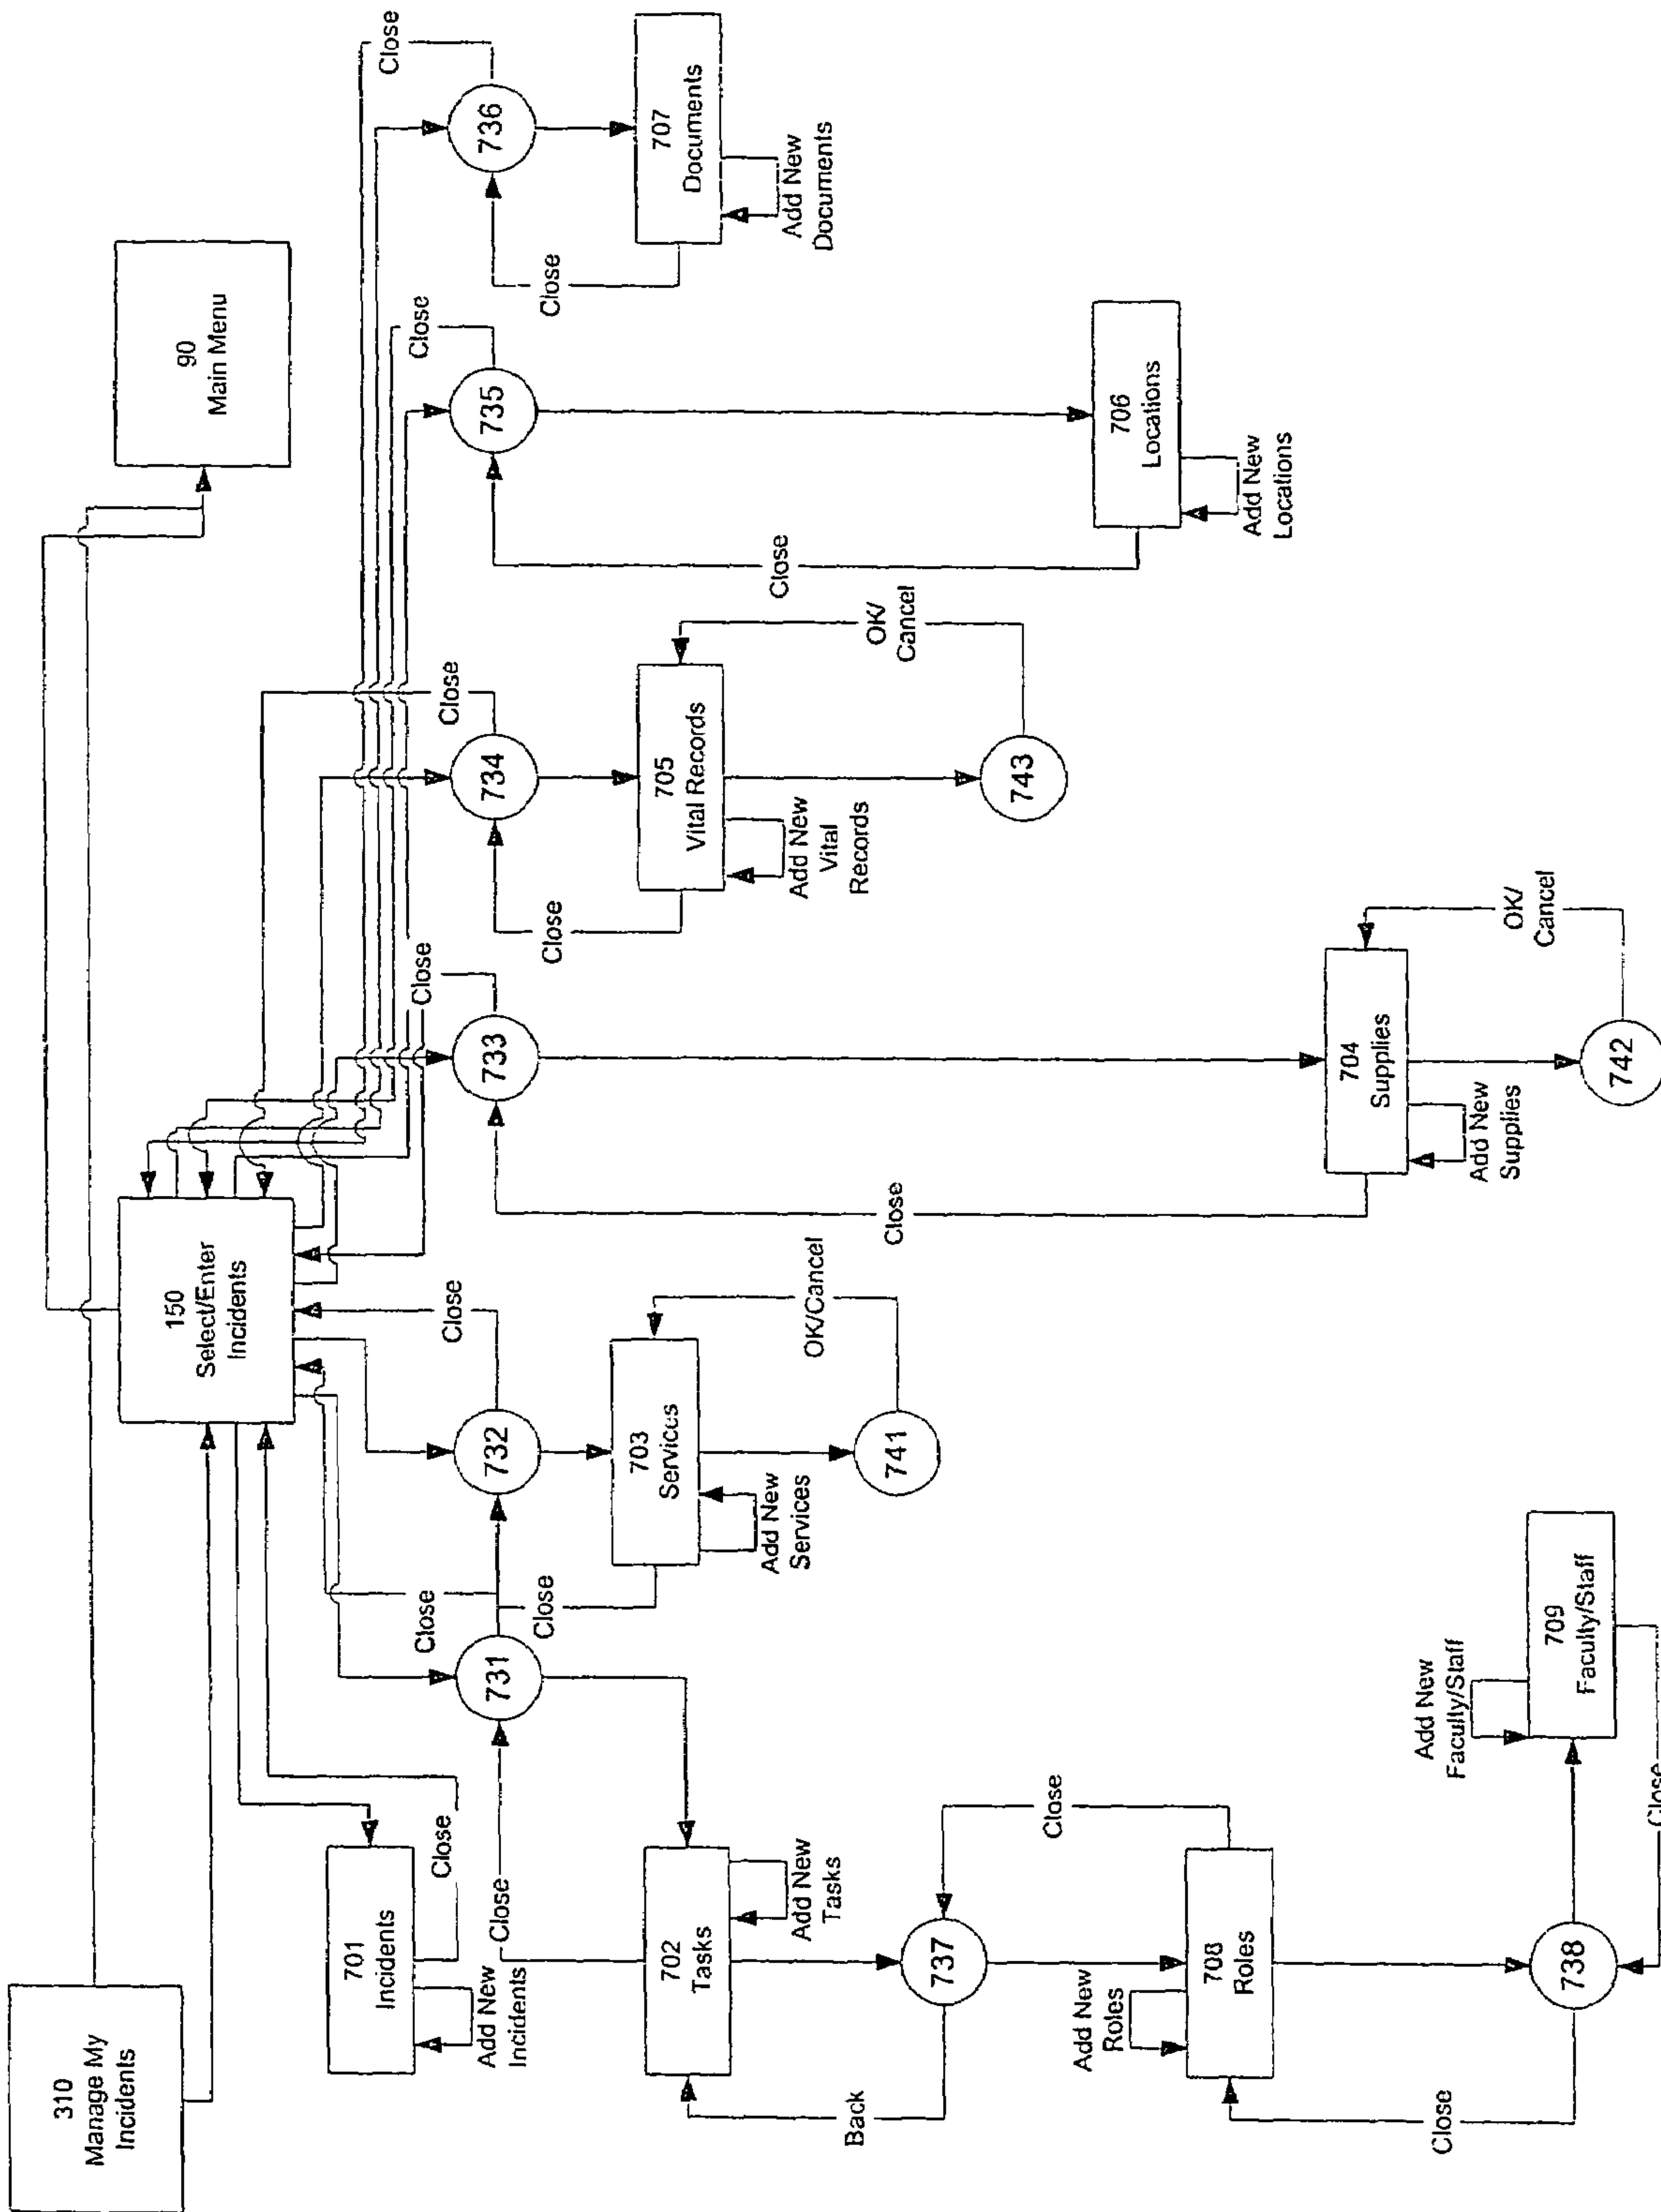 310
Manage My
Incidents
150
Select/Enter
Incidents
90
Main Menu
701
Incidents
Close
Add New
Incidents
Close
731
Close
Close
732
Close
733
Close
734
Close
735
Close
736
Close
702
Tasks
Add New
Tasks
703
Services
Add New
Services
OK/Cancel
741
Close
705
Vital Records
Add New
Vital
Records
Close
OK/
Cancel
743
707
Documents
Add New
Documents
Close
Close
706
Locations
Add New
Locations
Back
737
Close
Add New
Roles
708
Roles
Close
738
Add New
Faculty/Staff
709
Faculty/Staff
Close
704
Supplies
Add New
Supplies
OK/
Cancel
742